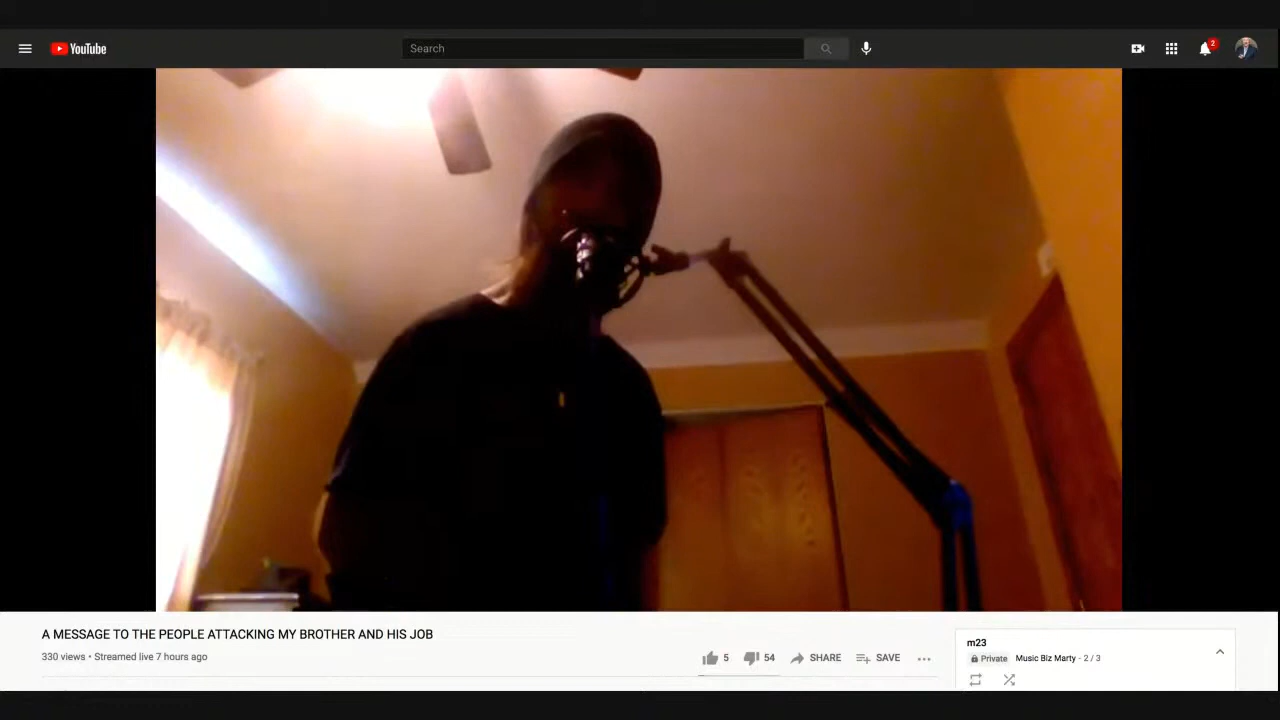 YouTube
Search
2
A MESSAGE TO THE PEOPLE ATTACKING MY BROTHER AND HIS JOB
330 views • Streamed live 7 hours ago
5
54
SHARE
SAVE
m23
Private Music Biz Marty - 2 / 3